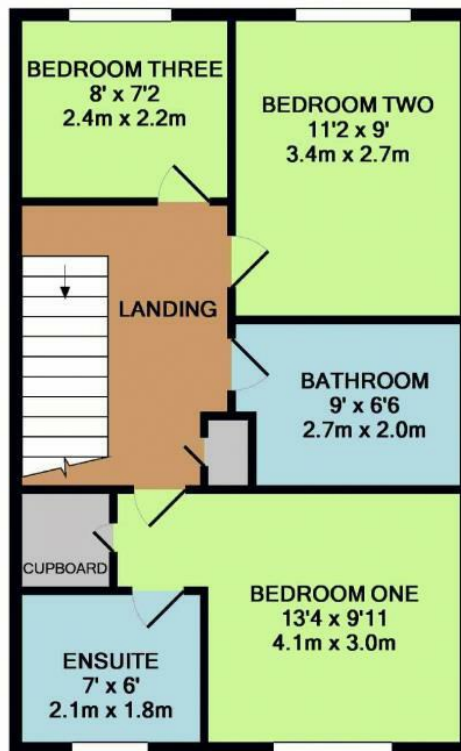 BEDROOM THREE
8' x 7'2
2.4m x 2.2m
BEDROOM TWO
11'2 x 9'
3.4m x 2.7m
LANDING
BATHROOM
9' x 6'6
2.7m x 2.0m
CUPBOARD
BEDROOM ONE
13'4 x 9'11
4.1m x 3.0m
ENSUITE
7' x 6'
2.1m x 1.8m